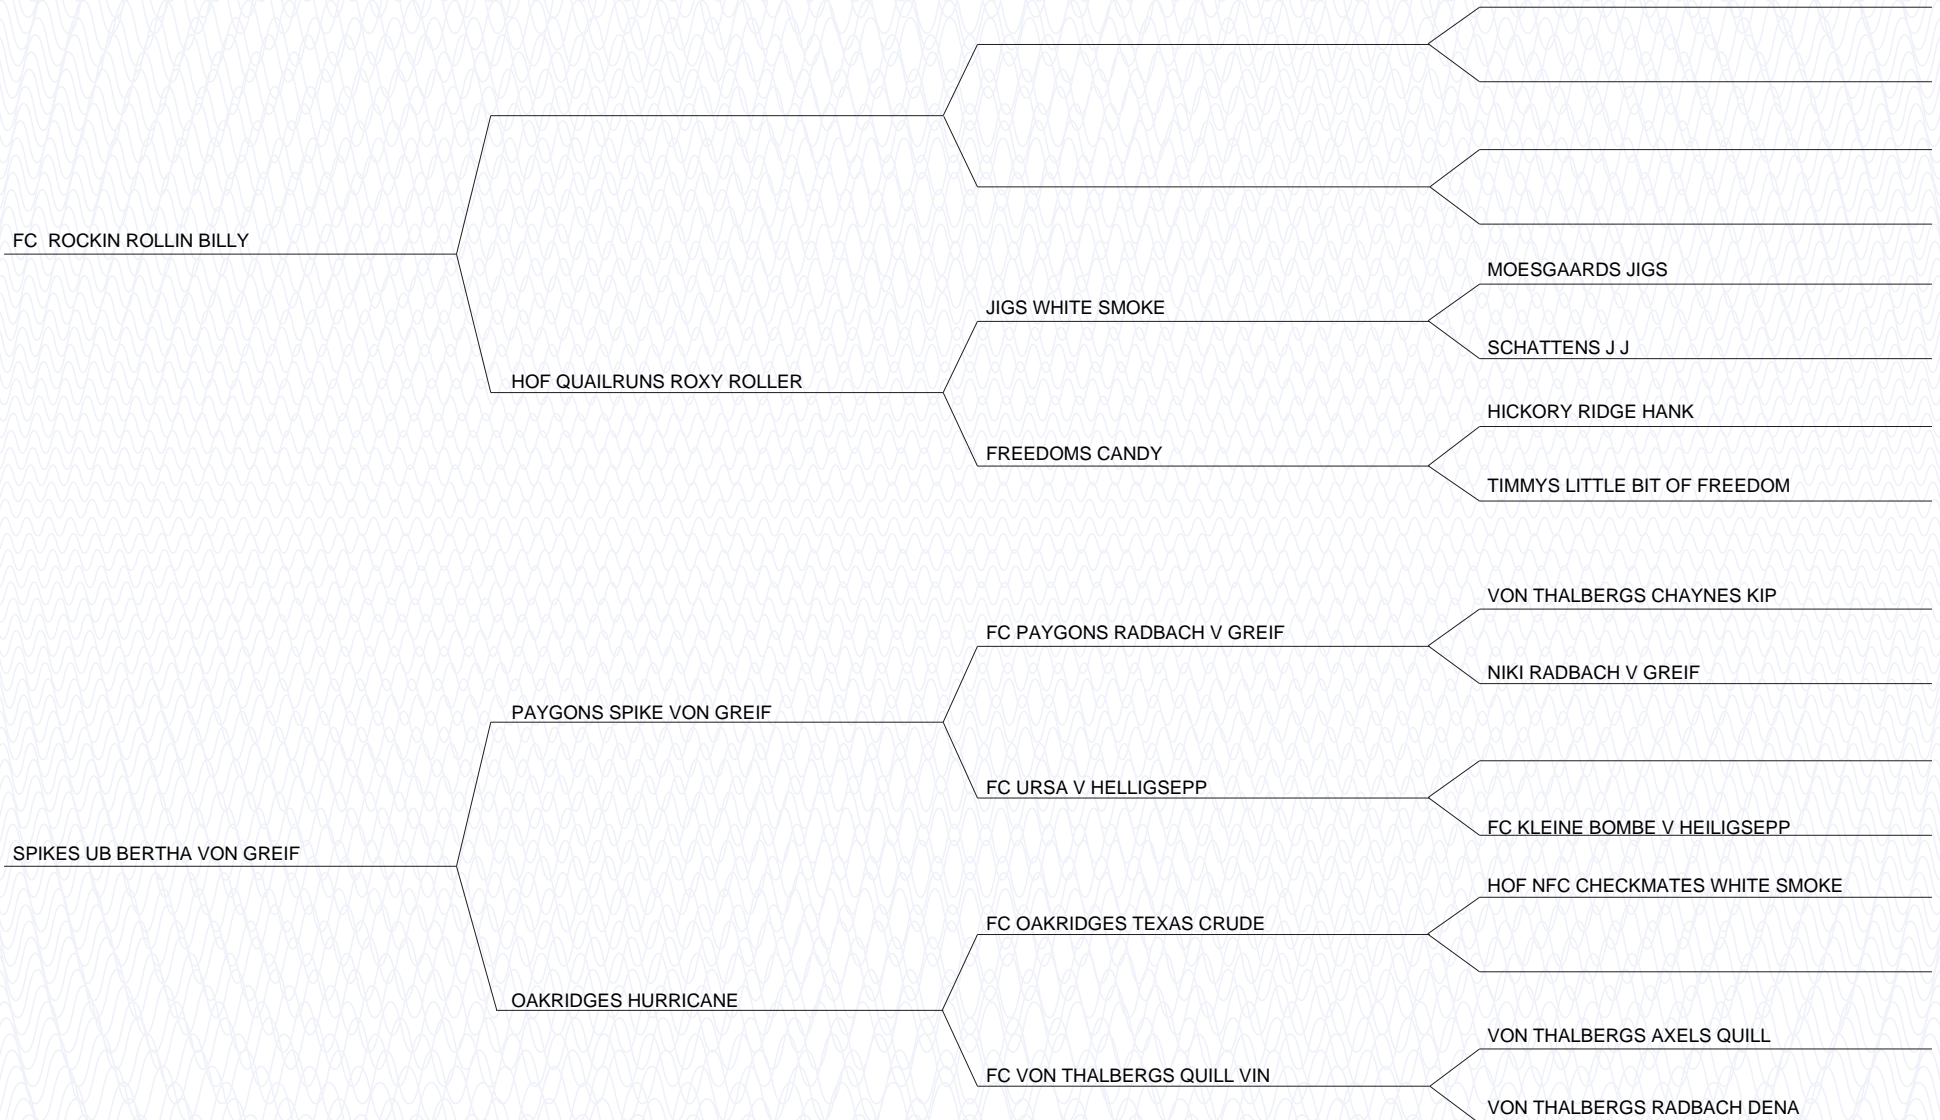 FC  ROCKIN ROLLIN BILLY
HOF QUAILRUNS ROXY ROLLER
JIGS WHITE SMOKE
MOESGAARDS JIGS
SCHATTENS J J
FREEDOMS CANDY
HICKORY RIDGE HANK
TIMMYS LITTLE BIT OF FREEDOM
SPIKES UB BERTHA VON GREIF
PAYGONS SPIKE VON GREIF
FC PAYGONS RADBACH V GREIF
VON THALBERGS CHAYNES KIP
NIKI RADBACH V GREIF
FC URSA V HELLIGSEPP
FC KLEINE BOMBE V HEILIGSEPP
OAKRIDGES HURRICANE
FC OAKRIDGES TEXAS CRUDE
HOF NFC CHECKMATES WHITE SMOKE
FC VON THALBERGS QUILL VIN
VON THALBERGS AXELS QUILL
VON THALBERGS RADBACH DENA